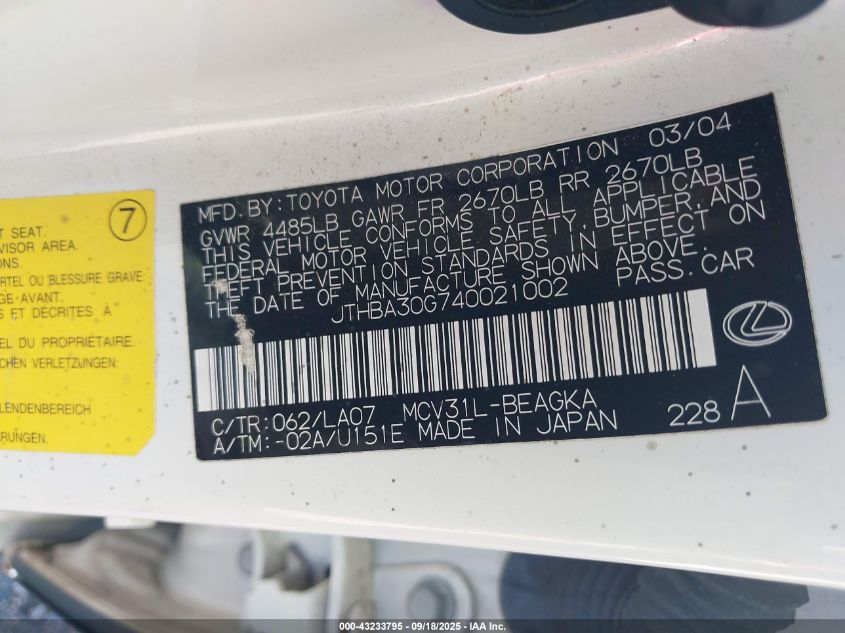 7
T SEAT.
VISOR AREA.
ONS.
RTEL OU BLESSURE GRAVE
GE-AVANT.
S ET DÉCRITES À
EL DU PROPRIÉTAIRE.
CHEN VERLETZUNGEN:
LENDENBEREICH
RUNGEN.
MFD. BY: TOYOTA MOTOR CORPORATION 03/04
GVWR 4485LB GAWR FR 2670LB RR 2670LB
THIS VEHICLE CONFORMS TO ALL APPLICABLE
FEDERAL MOTOR VEHICLE SAFETY, BUMPER, AND
THEFT PREVENTION STANDARDS IN EFFECT ON
THE DATE OF MANUFACTURE SHOWN ABOVE.
JTHBA30G740021002 PASS. CAR
C/TR: 062/LA07 MCV31L-BEAGKA
A/TM: -02A/U151E MADE IN JAPAN
228 A
000-43233795 - 09/18/2025 - IAA Inc.